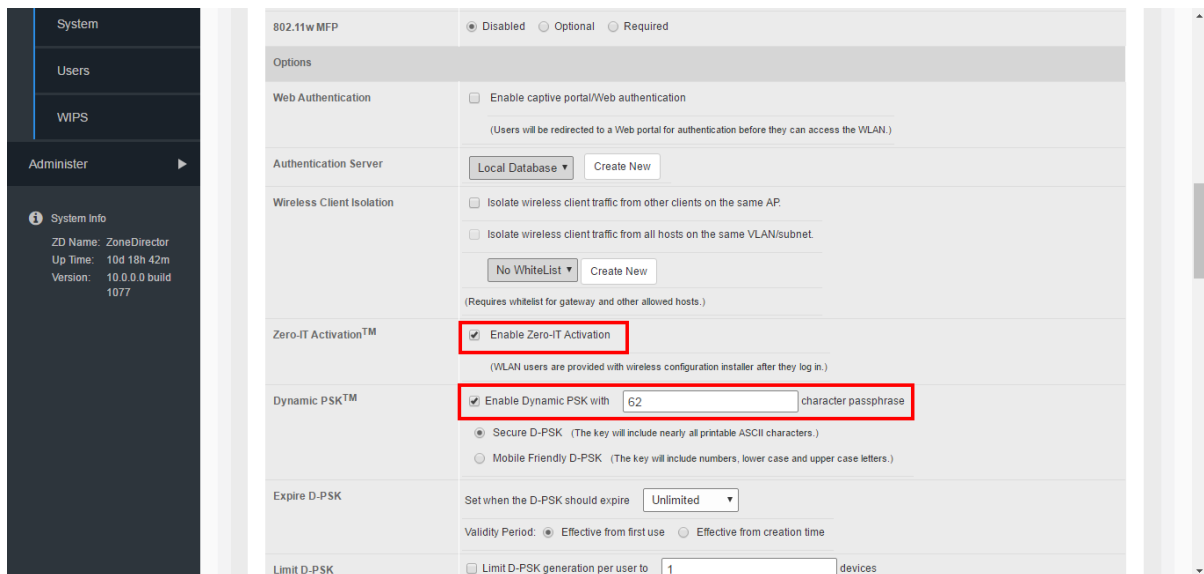 System
Users
WIPS
Administer
System Info
ZD Name: ZoneDirector
Up Time: 10d 18h 42m
Version: 10.0.0.0 build
1077
802.11w MFP Disabled Optional Required
Options
Web Authentication Enable captive portal/Web authentication
(Users will be redirected to a Web portal for authentication before they can access the WLAN.)
Authentication Server Local Database Create New
Wireless Client Isolation Isolate wireless client traffic from other clients on the same AP.
Isolate wireless client traffic from all hosts on the same VLAN/subnet.
No WhiteList Create New
(Requires whitelist for gateway and other allowed hosts.)
Zero-IT Activation™ Enable Zero-IT Activation
(WLAN users are provided with wireless configuration installer after they log in.)
Dynamic PSK™ Enable Dynamic PSK with 62 character passphrase
Secure D-PSK (The key will include nearly all printable ASCII characters.)
Mobile Friendly D-PSK (The key will include numbers, lower case and upper case letters.)
Expire D-PSK Set when the D-PSK should expire Unlimited
Validity Period: Effective from first use Effective from creation time
Limit D-PSK Limit D-PSK generation per user to 1 devices